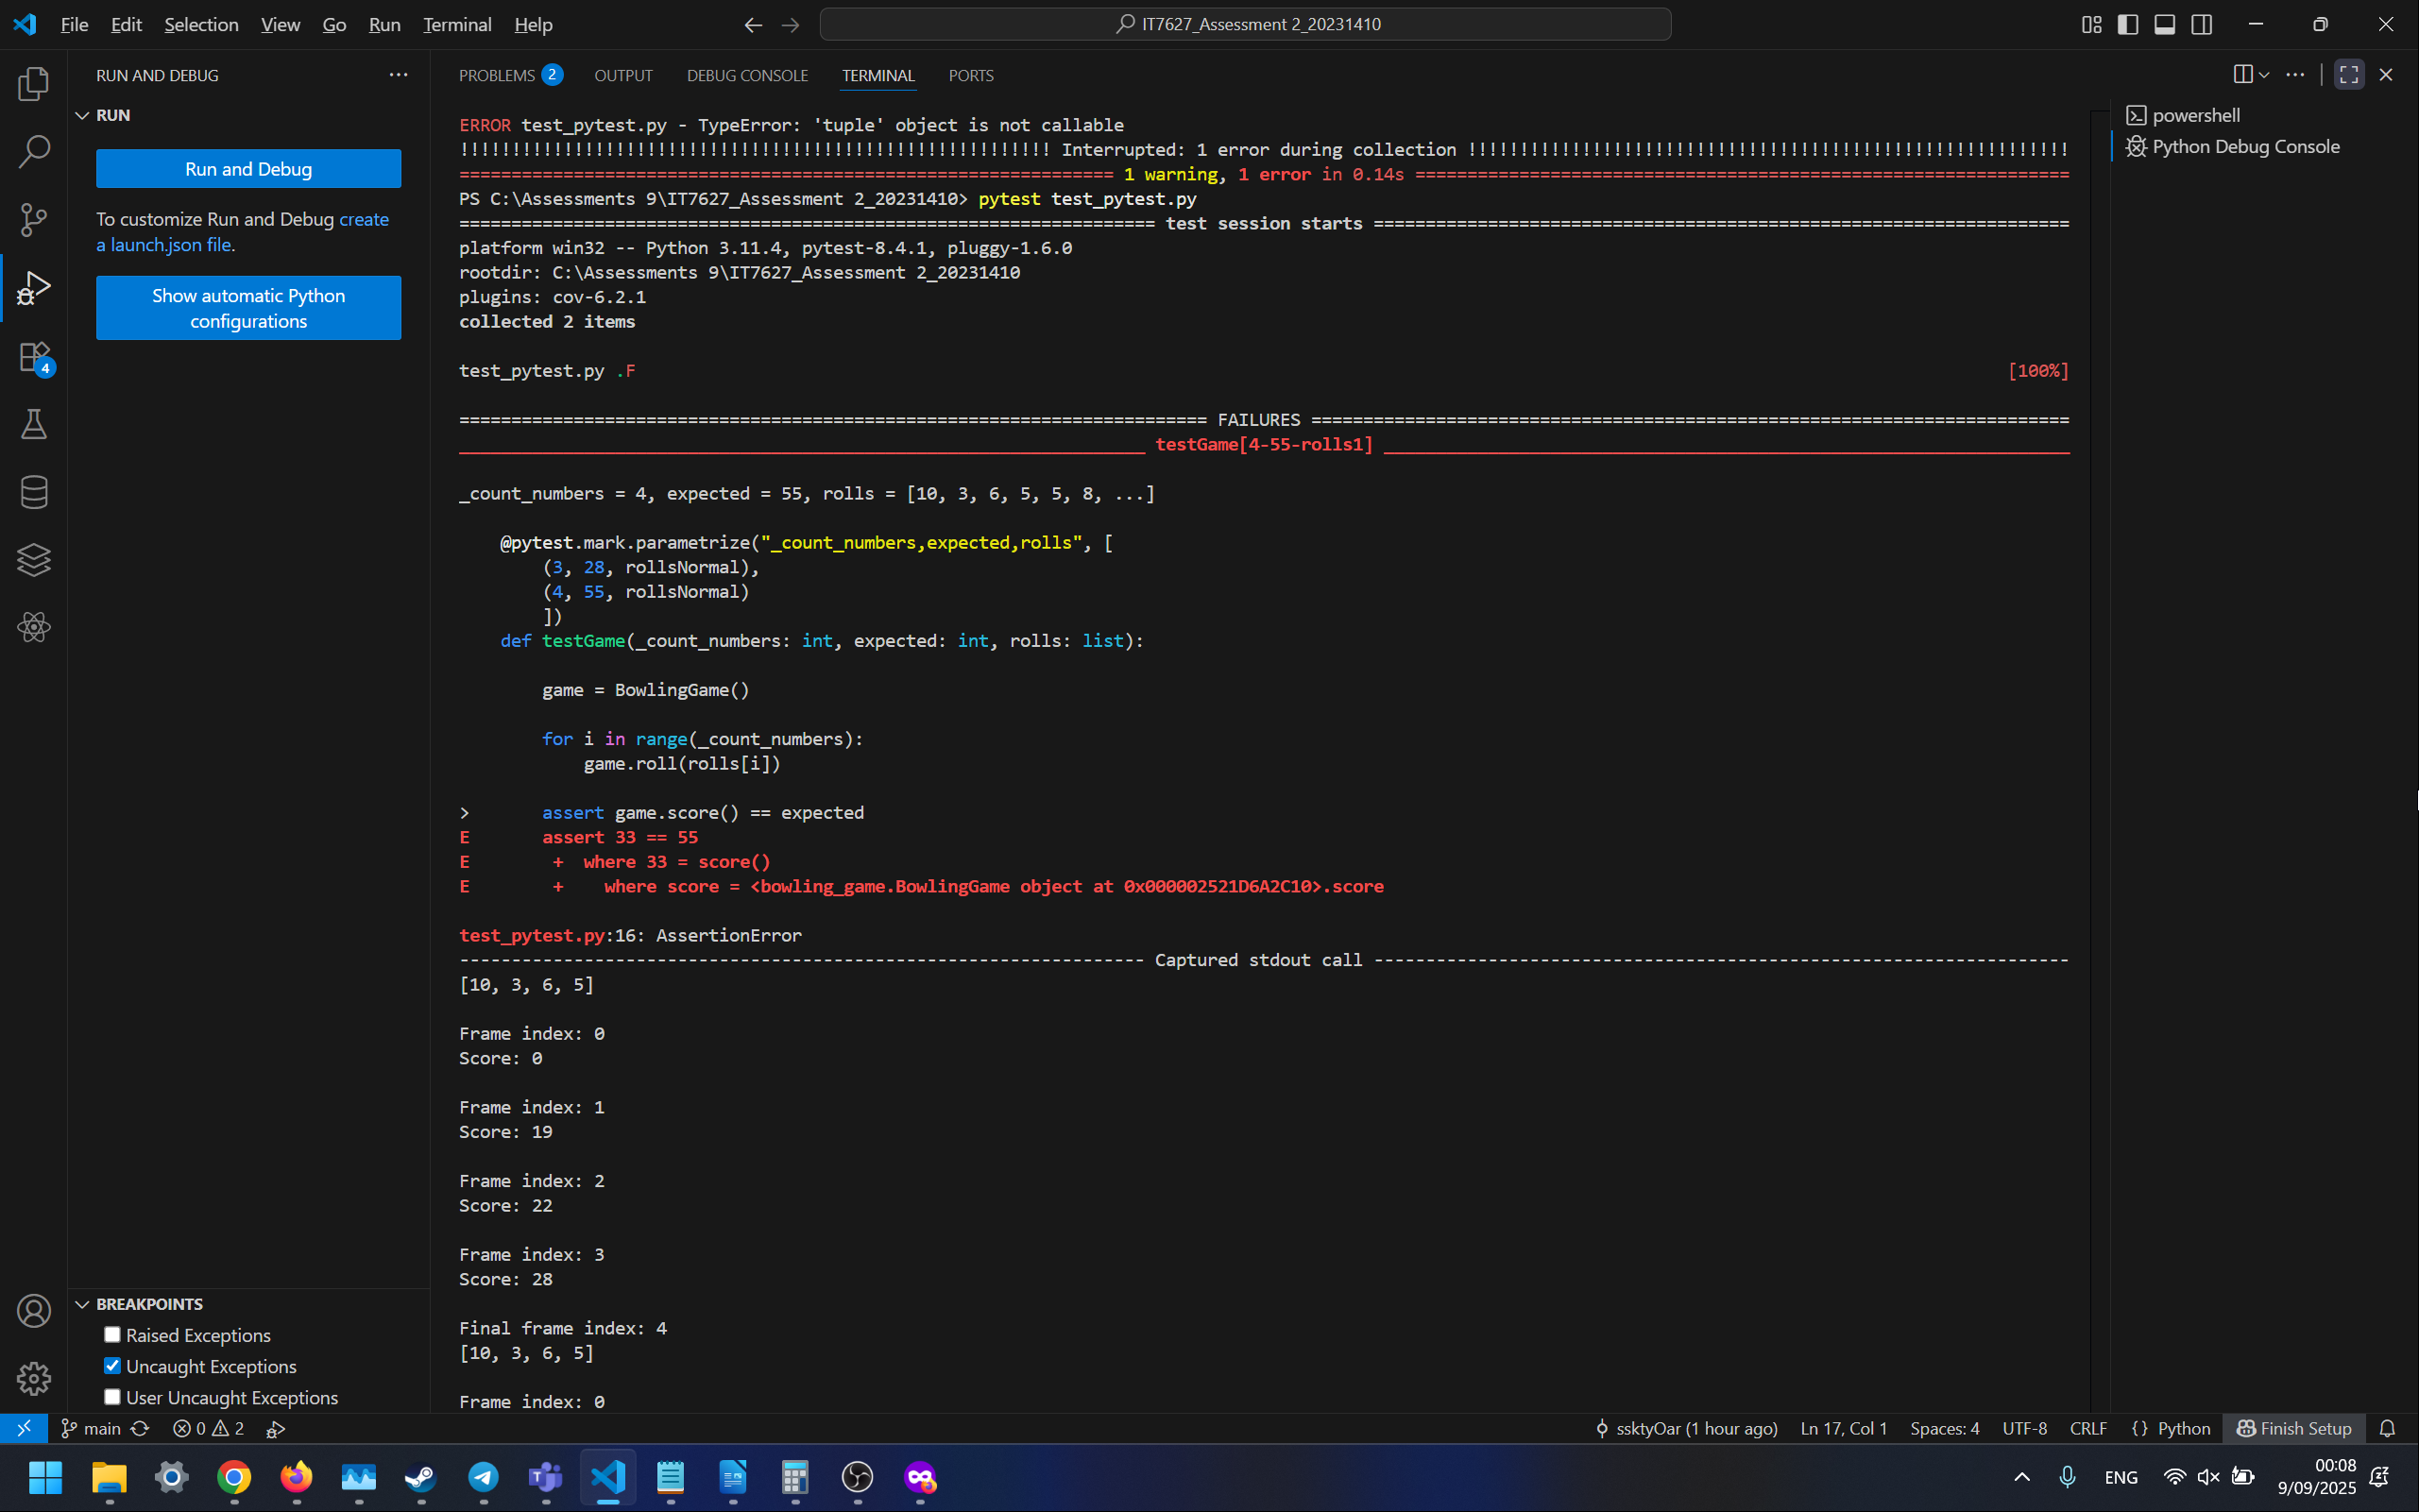 File Edit Selection View Go Run Terminal Help
IT7627_Assessment 2_20231410
RUN AND DEBUG
RUN
Run and Debug
To customize Run and Debug create
a launch.json file.
Show automatic Python
configurations
4
BREAKPOINTS
Raised Exceptions
Uncaught Exceptions
User Uncaught Exceptions
PROBLEMS 2 OUTPUT DEBUG CONSOLE TERMINAL PORTS
ERROR test_pytest.py - TypeError: 'tuple' object is not callable
!!!!!!!!!!!!!!!!!!!!!!!!!!!!!!!!!!!!!!!!!!!!!!!!!!!!!!!!! Interrupted: 1 error during collection !!!!!!!!!!!!!!!!!!!!!!!!!!!!!!!!!!!!!!!!!!!!!!!!!!!!!!!!!!
=============================================================== 1 warning, 1 error in 0.14s ===============================================================
PS C:\Assessments 9\IT7627_Assessment 2_20231410> pytest test_pytest.py
=================================================================== test session starts ===================================================================
platform win32 -- Python 3.11.4, pytest-8.4.1, pluggy-1.6.0
rootdir: C:\Assessments 9\IT7627_Assessment 2_20231410
plugins: cov-6.2.1
collected 2 items
test_pytest.py .F [100%]
======================================================================== FAILURES =========================================================================
__________________________________________________________________ testGame[4-55-rolls1] __________________________________________________________________
_count_numbers = 4, expected = 55, rolls = [10, 3, 6, 5, 5, 8, ...]
@pytest.mark.parametrize("_count_numbers,expected,rolls", [
(3, 28, rollsNormal),
(4, 55, rollsNormal)
])
def testGame(_count_numbers: int, expected: int, rolls: list):
game = BowlingGame()
for i in range(_count_numbers):
game.roll(rolls[i])
> assert game.score() == expected
E assert 33 == 55
E + where 33 = score()
E + where score = <bowling_game.BowlingGame object at 0x000002521D6A2C10>.score
test_pytest.py:16: AssertionError
------------------------------------------------------------------ Captured stdout call -------------------------------------------------------------------
[10, 3, 6, 5]
Frame index: 0
Score: 0
Frame index: 1
Score: 19
Frame index: 2
Score: 22
Frame index: 3
Score: 28
Final frame index: 4
[10, 3, 6, 5]
Frame index: 0
powershell
Python Debug Console
main 0 2 ssktyOar (1 hour ago) Ln 17, Col 1 Spaces: 4 UTF-8 CRLF {} Python Finish Setup
ENG
00:08
9/09/2025